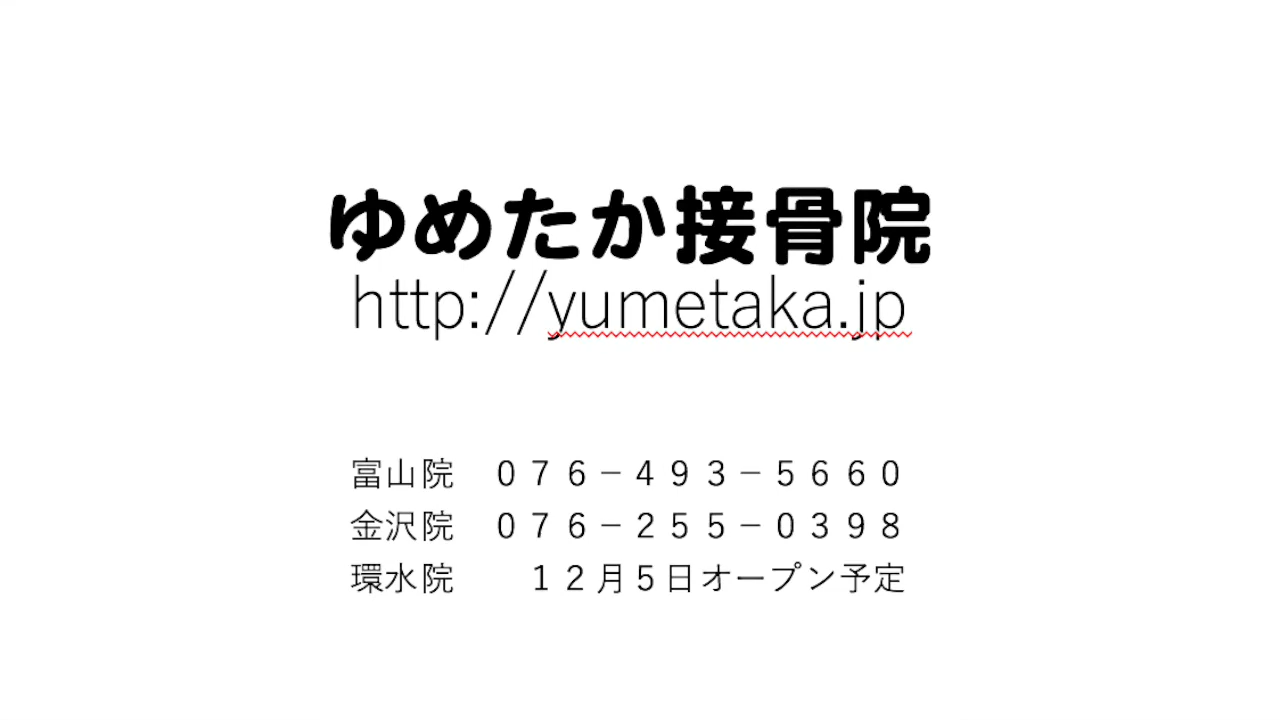 ゆめたか接骨院
http://yumetaka.jp
富山院　０７６－４９３－５６６０
金沢院　０７６－２５５－０３９８
環水院　　１２月５日オープン予定